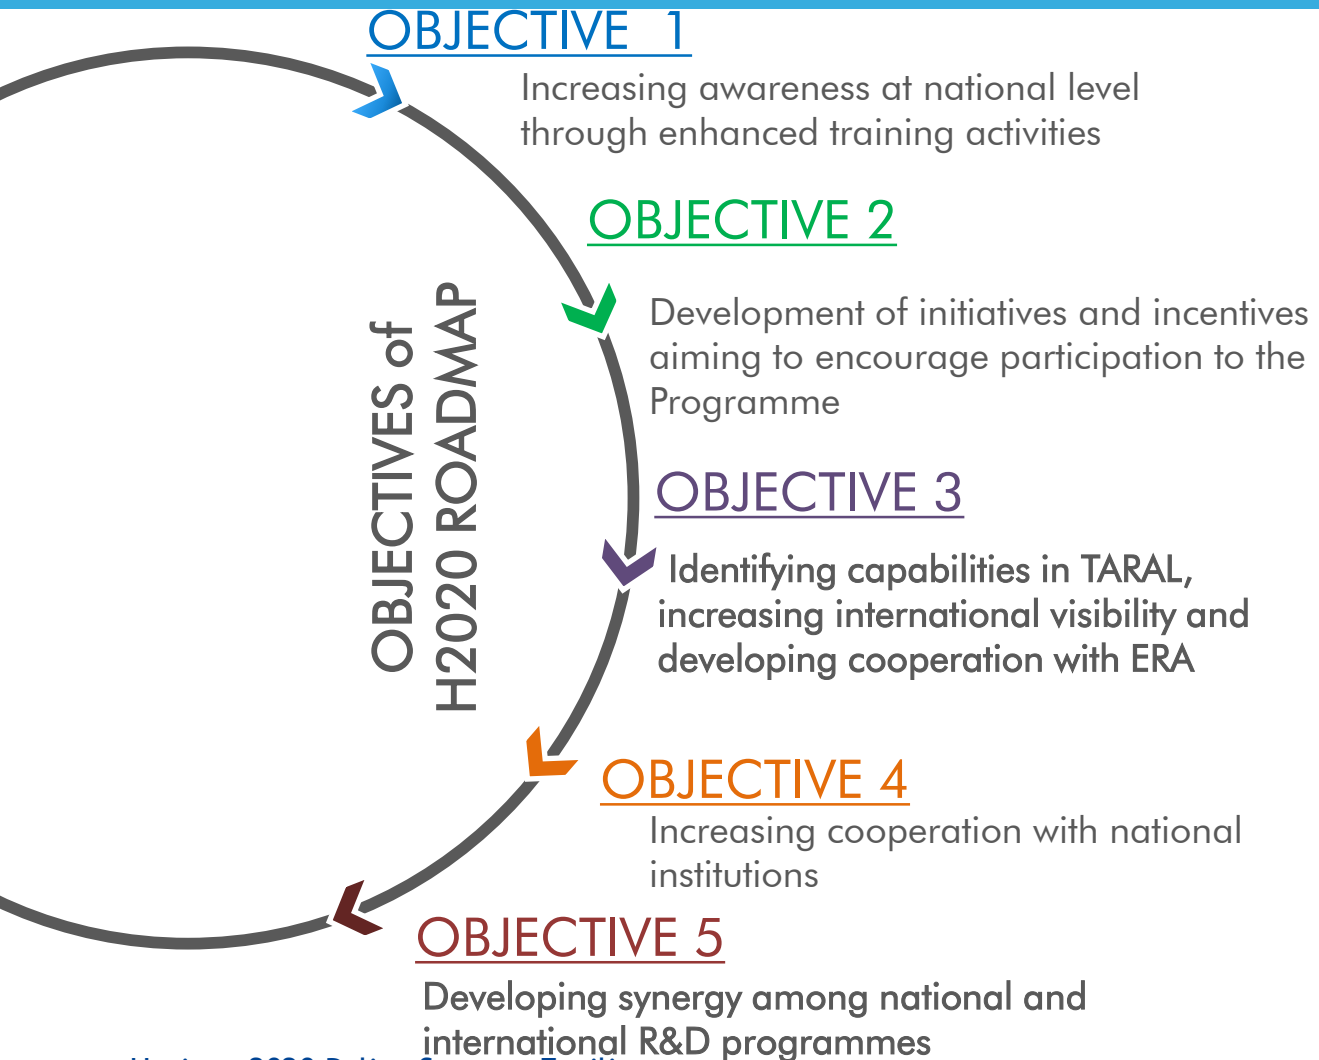 OBJECTIVE 1
Increasing awareness at national level
through enhanced training activities
OBJECTIVE 2
Development of initiatives and incentives
aiming to encourage participation to the
Programme
OBJECTIVES of
H2020 ROADMAP
OBJECTIVE 3
Identifying capabilities in TARAL,
increasing international visibility and
developing cooperation with ERA
OBJECTIVE 4
Increasing cooperation with national
institutions
OBJECTIVE 5
Developing synergy among national and
international R&D programmes